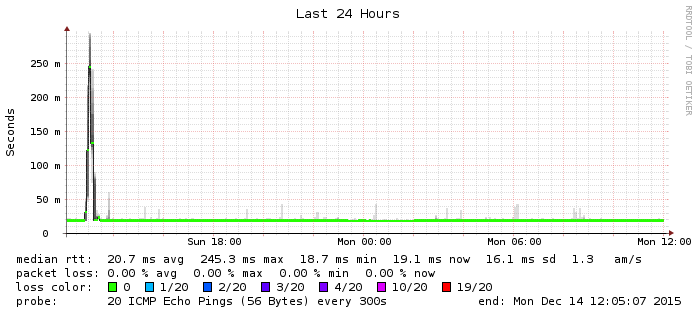 Last 24 Hours
RRDTOOL / TOBI OETIKER
Seconds
250 m
200 m
150 m
100 m
50 m
0
Sun 18:00 Mon 00:00 Mon 06:00 Mon 12:00
median rtt: 20.7 ms avg 245.3 ms max 18.7 ms min 19.1 ms now 16.1 ms sd 1.3 am/s
packet loss: 0.00 % avg 0.00 % max 0.00 % min 0.00 % now
loss color: 0 1/20 2/20 3/20 4/20 10/20 19/20
probe: 20 ICMP Echo Pings (56 Bytes) every 300s end: Mon Dec 14 12:05:07 2015